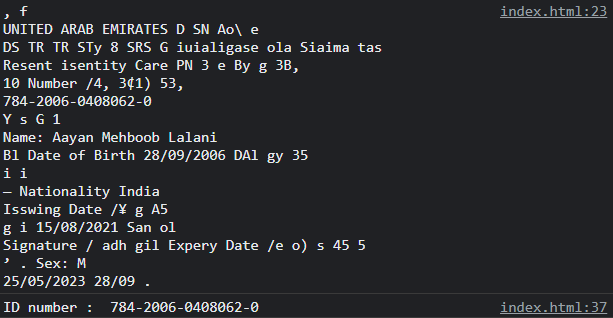 , f index.html:23
UNITED ARAB EMIRATES D SN Ao\ e
DS TR TR STy 8 SRS G iuialigase ola Siaima tas
Resent isentity Care PN 3 e By g 3B,
10 Number /4, 3¢1) 53,
784-2006-0408062-0
Y s G 1
Name: Aayan Mehboob Lalani
Bl Date of Birth 28/09/2006 DAl gy 35
i i
— Nationality India
Isswing Date /¥ g A5
g i 15/08/2021 San ol
Signature / adh gil Expery Date /e o) s 45 5
’ . Sex: M
25/05/2023 28/09 .
ID number :  784-2006-0408062-0 index.html:37